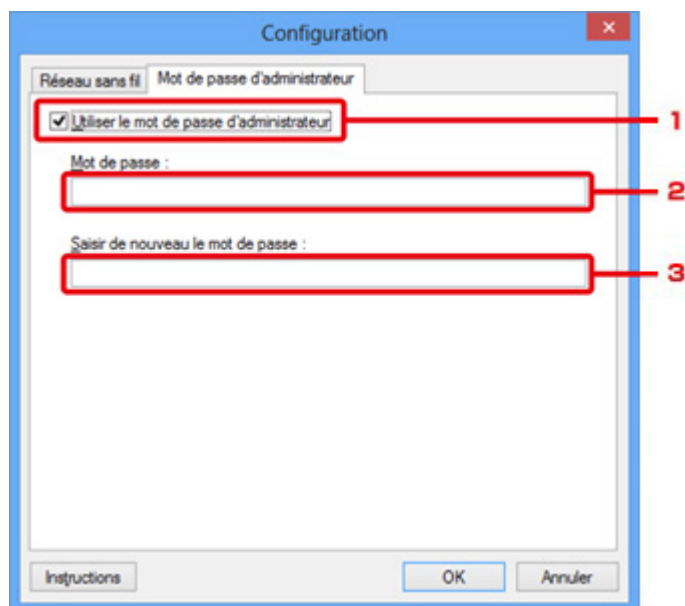 Configuration
Réseau sans fil Mot de passe d'administrateur
Utiliser le mot de passe d'administrateur 1
Mot de passe :
2
Saisir de nouveau le mot de passe :
3
Instructions OK Annuler